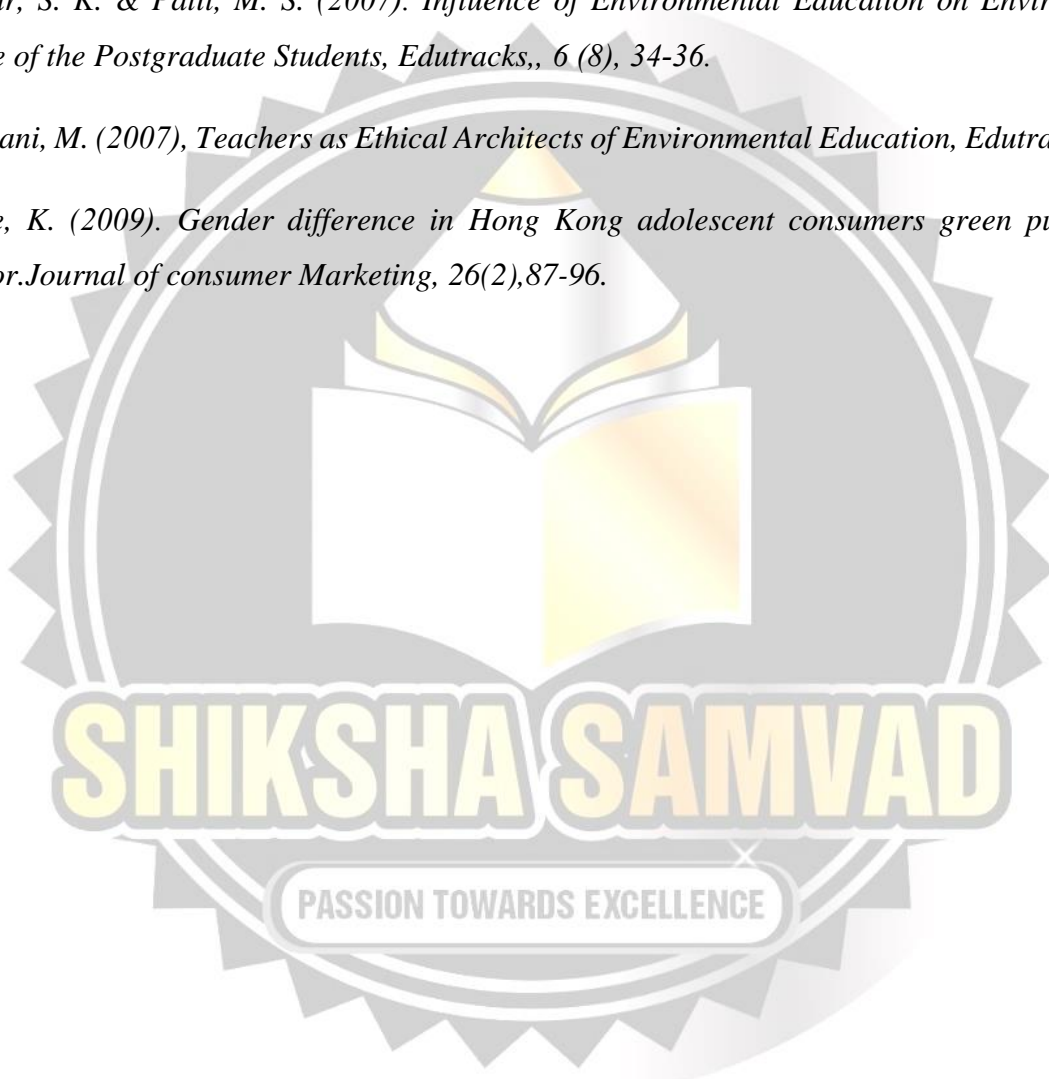 ur, S. K. & Patil, M. S. (2007). Influence of Environmental Education on Envir
e of the Postgraduate Students, Edutracks,, 6 (8), 34-36.
ani, M. (2007), Teachers as Ethical Architects of Environmental Education, Edutra
e, K. (2009). Gender difference in Hong Kong adolescent consumers green pu
or.Journal of consumer Marketing, 26(2),87-96.
SHIKSHA SAMVAD
PASSION TOWARDS EXCELLENCE